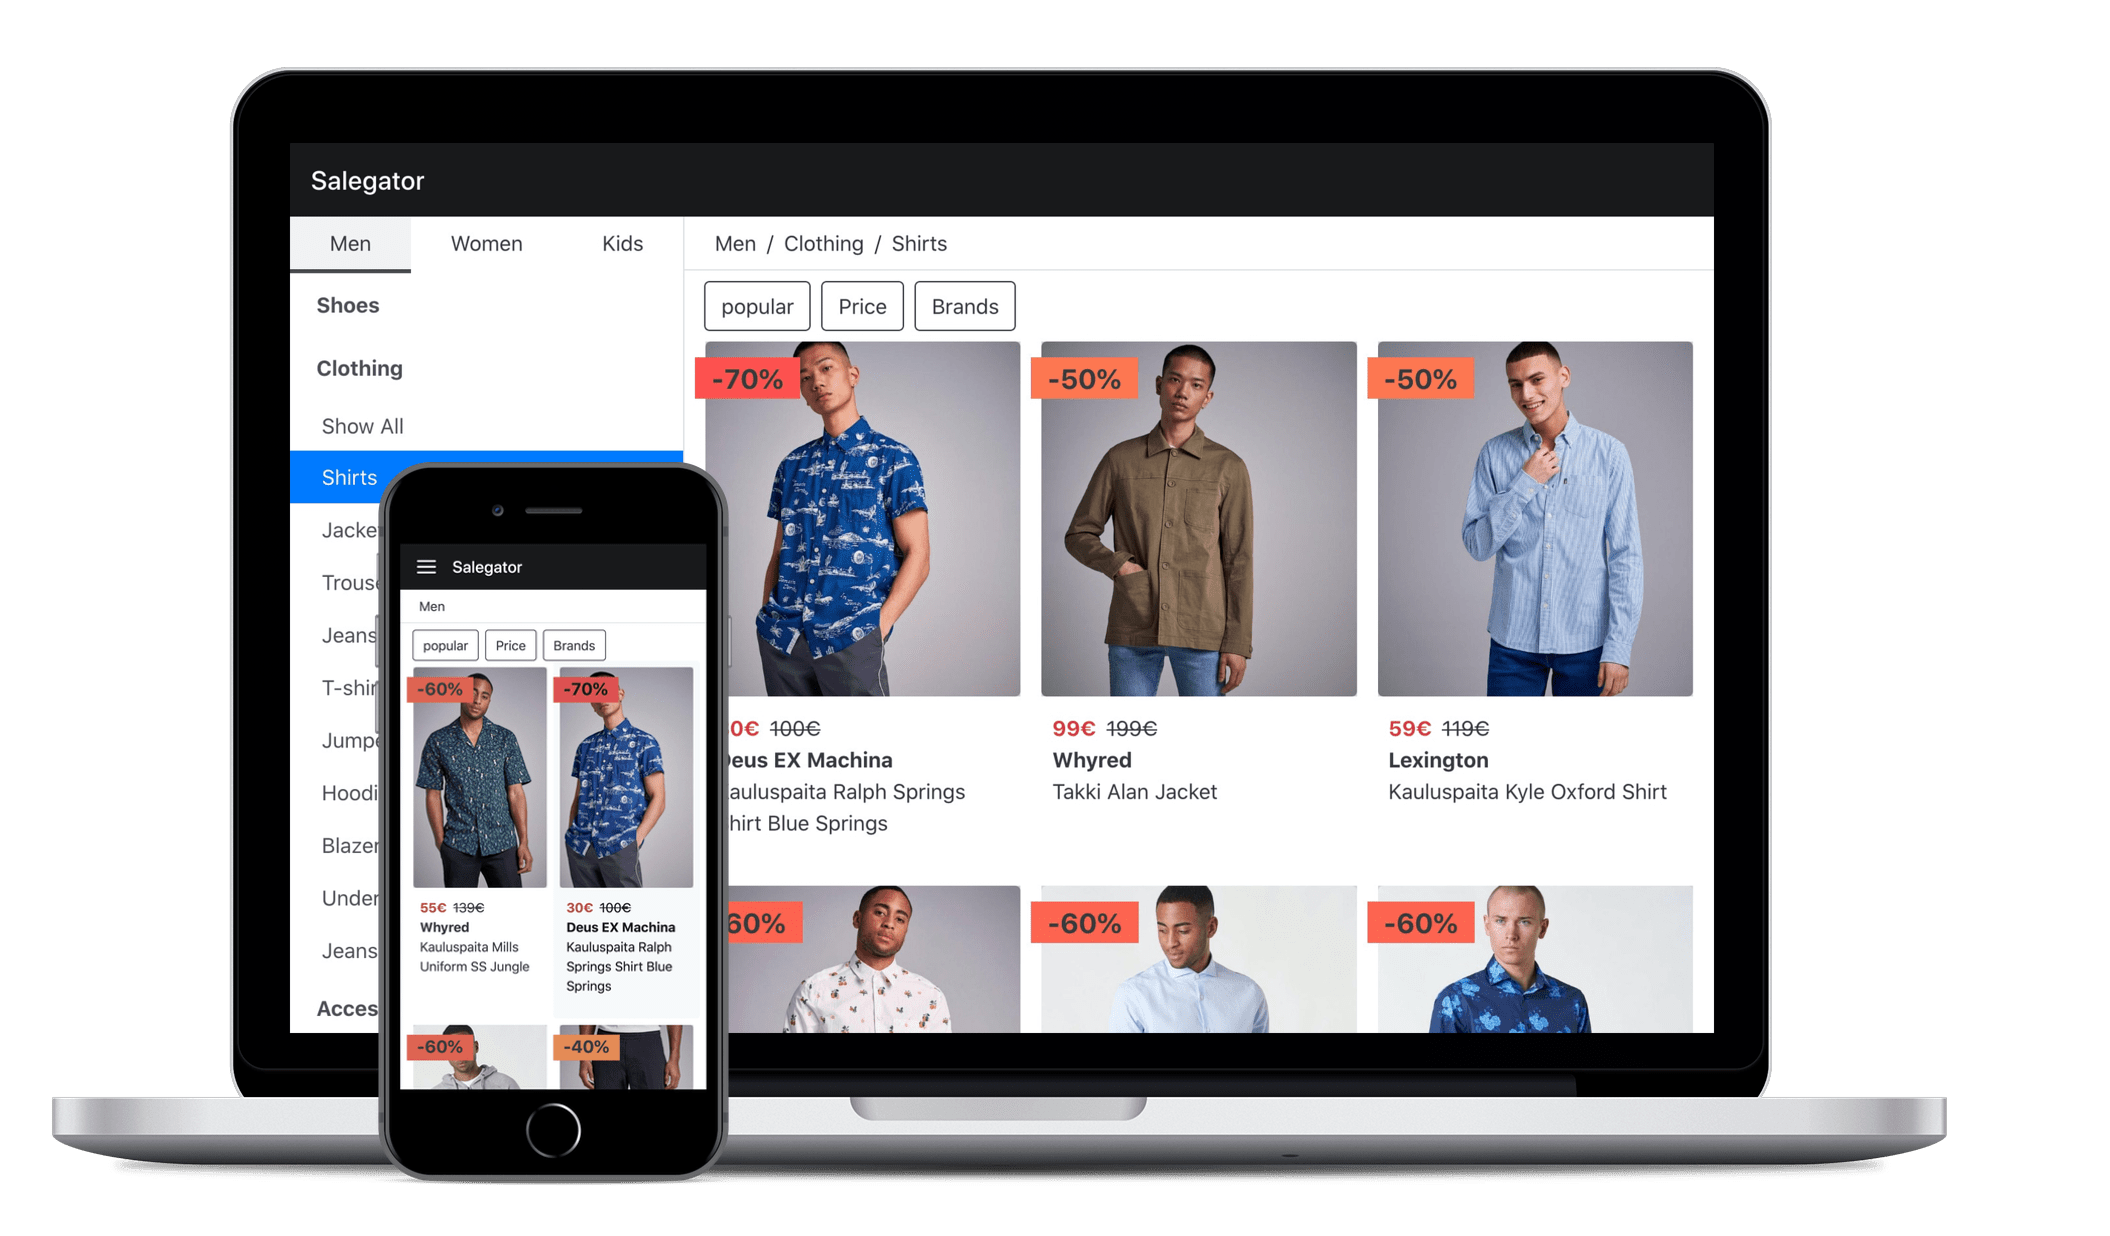 Salegator
Men Women Kids
Men / Clothing / Shirts
Shoes
popular Price Brands
Clothing
Show All
Shirts
Jacke
Trous
Jeans
T-shir
Jump
Hoodi
Blazer
Under
Jeans
Acces
-70% -50% -50%
0€ 100€
eus EX Machina
auluspaita Ralph Springs
hirt Blue Springs
99€ 199€
Whyred
Takki Alan Jacket
59€ 119€
Lexington
Kauluspaita Kyle Oxford Shirt
60% -60% -60%
Salegator
Men
popular Price Brands
-60% -70%
55€ 139€
Whyred
Kauluspaita Mills
Uniform SS Jungle
30€ 100€
Deus EX Machina
Kauluspaita Ralph
Springs Shirt Blue
Springs
-60% -40%